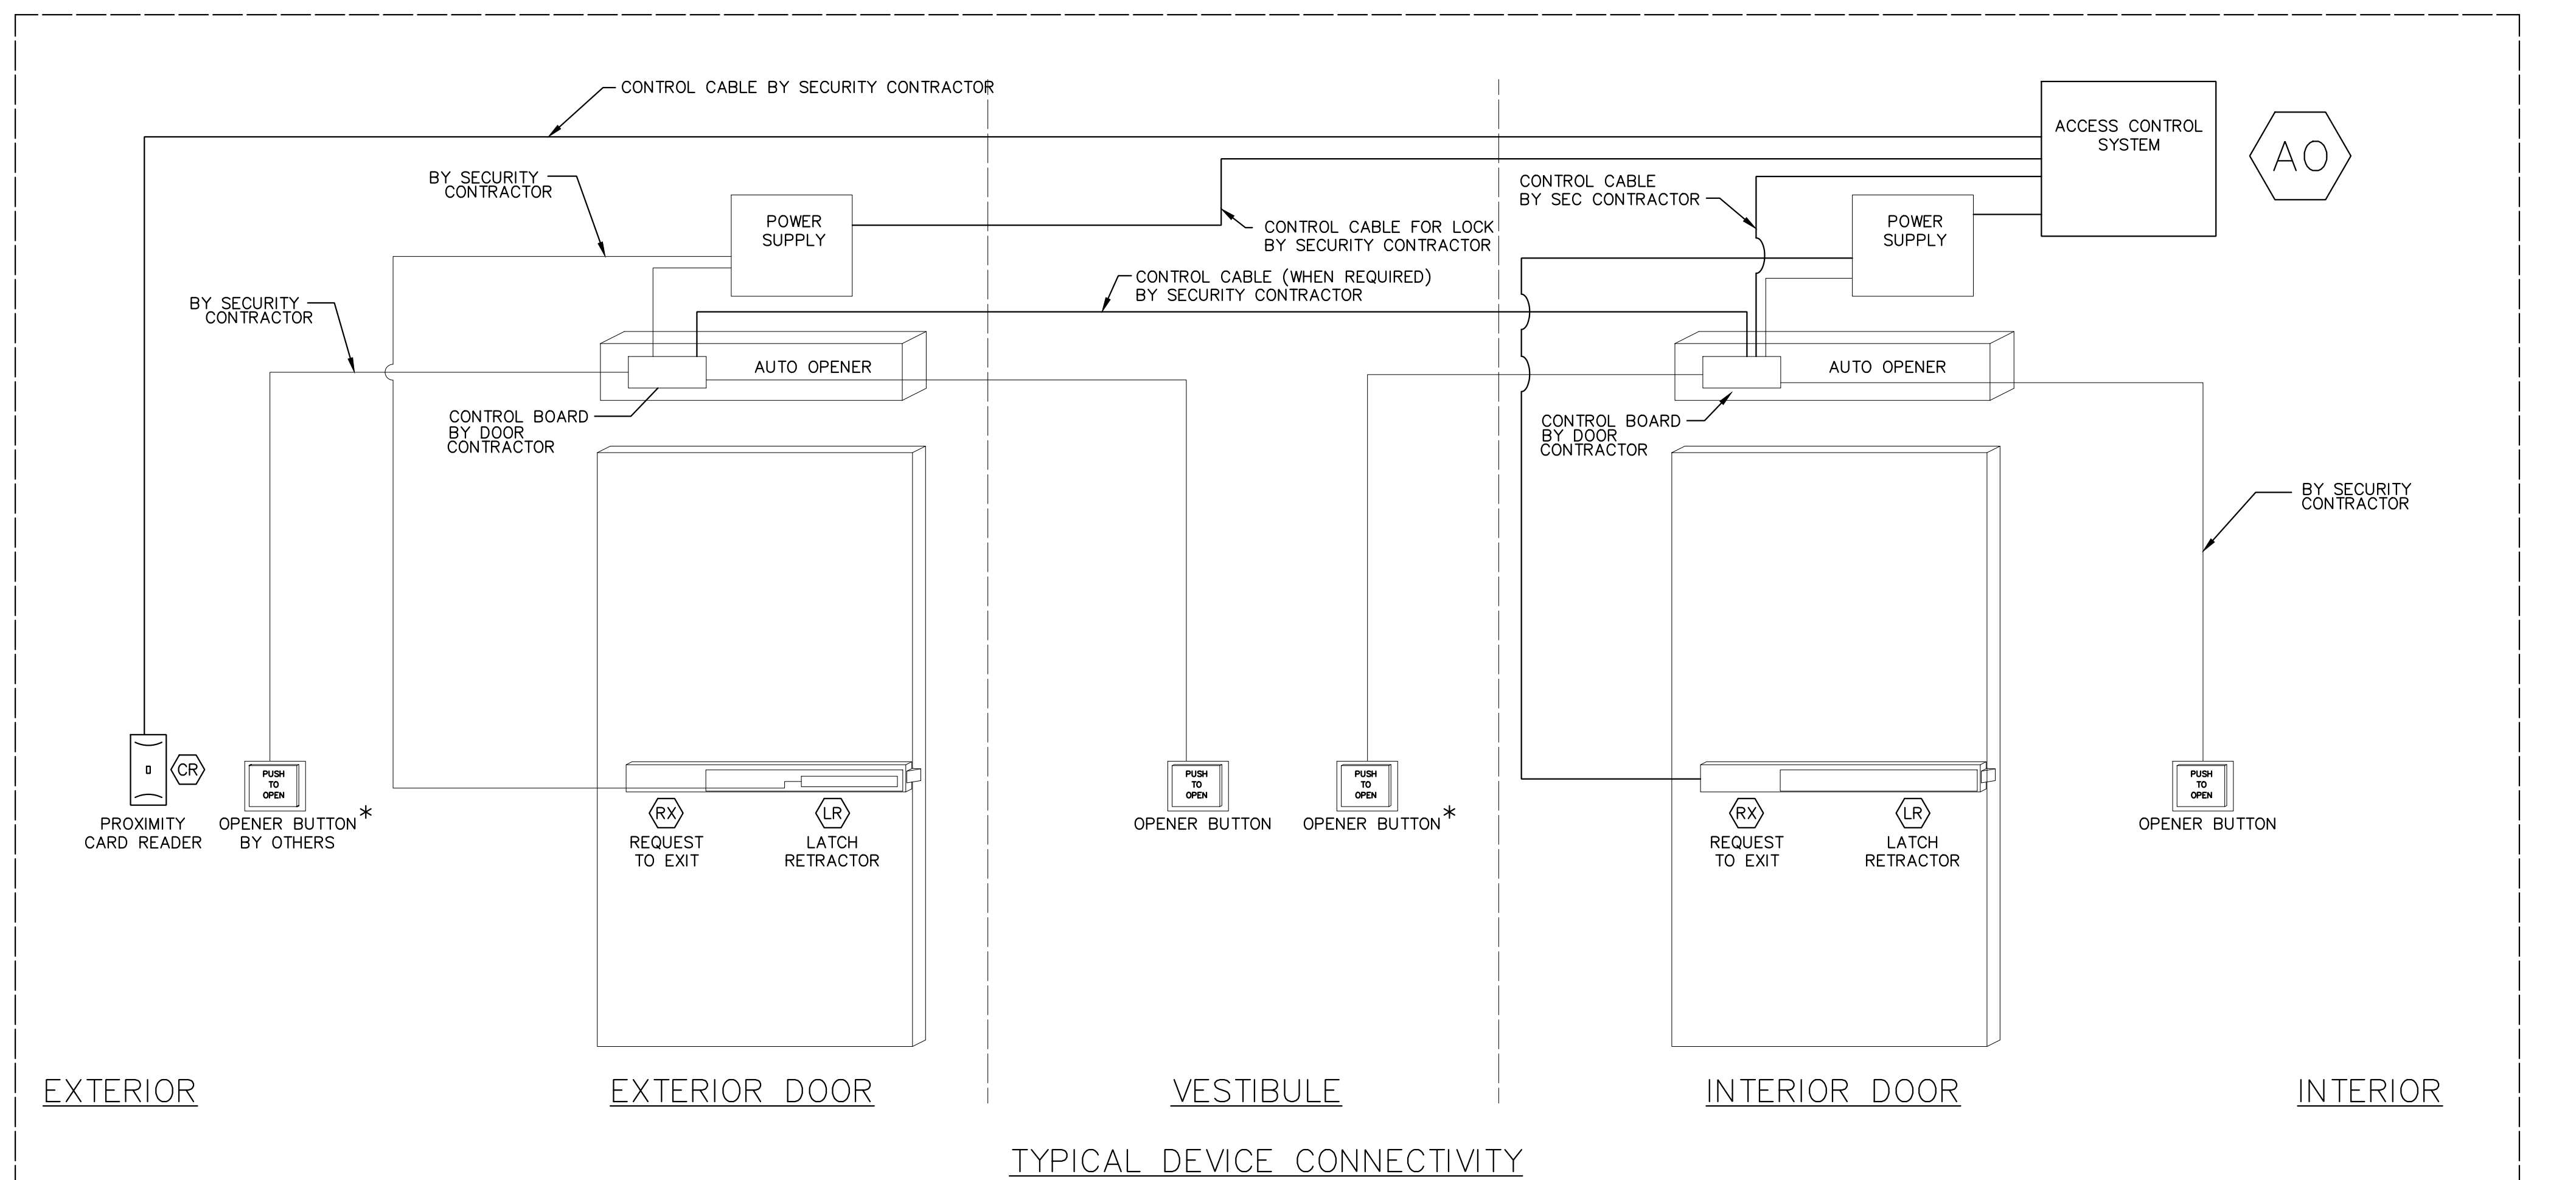 CONTROL CABLE BY SECURITY CONTRACTOR
ACCESS CONTROL
SYSTEM
AO
BY SECURITY
CONTRACTOR
POWER
SUPPLY
CONTROL CABLE FOR LOCK
BY SECURITY CONTRACTOR
CONTROL CABLE
BY SEC CONTRACTOR
POWER
SUPPLY
CONTROL CABLE (WHEN REQUIRED)
BY SECURITY CONTRACTOR
BY SECURITY
CONTRACTOR
AUTO OPENER
AUTO OPENER
CONTROL BOARD
BY DOOR
CONTRACTOR
CONTROL BOARD
BY DOOR
CONTRACTOR
BY SECURITY
CONTRACTOR
CR
PROXIMITY
CARD READER
PUSH
TO
OPEN
OPENER BUTTON*
BY OTHERS
RX
REQUEST
TO EXIT
LR
LATCH
RETRACTOR
PUSH
TO
OPEN
OPENER BUTTON
PUSH
TO
OPEN
OPENER BUTTON*
RX
REQUEST
TO EXIT
LR
LATCH
RETRACTOR
PUSH
TO
OPEN
OPENER BUTTON
EXTERIOR
EXTERIOR DOOR
VESTIBULE
INTERIOR DOOR
INTERIOR
TYPICAL DEVICE CONNECTIVITY